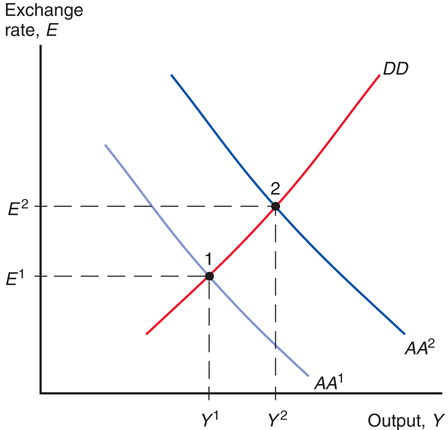 Exchange
rate, E
DD
2
E²
1
E¹
AA²
AA¹
Y¹
Y²
Output, Y